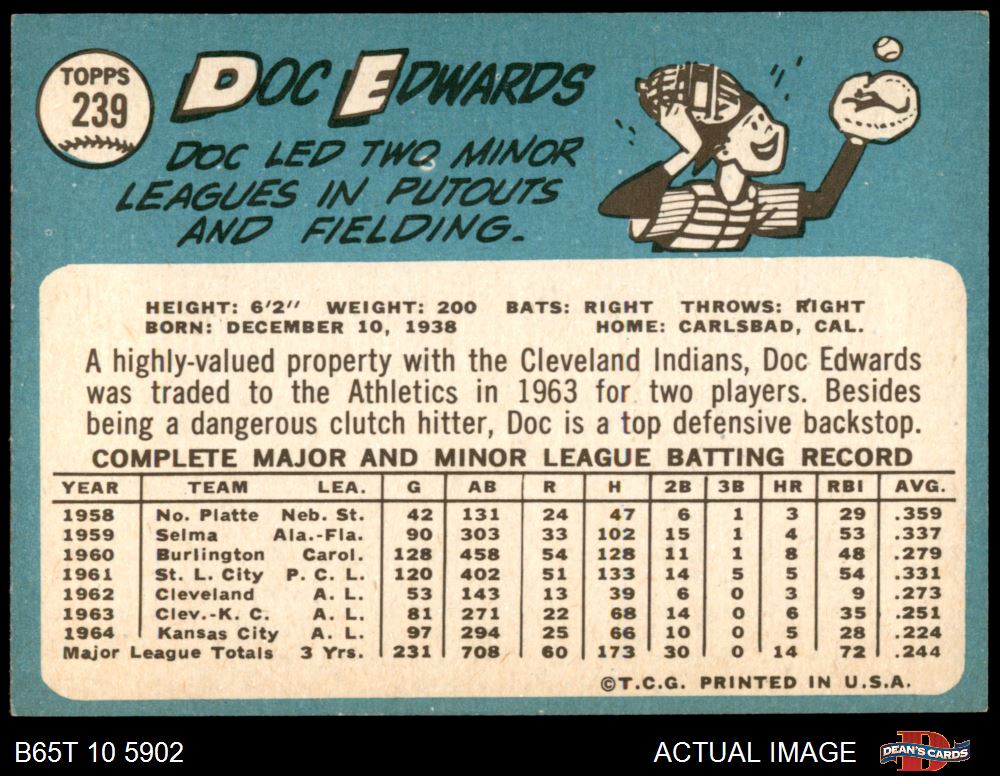 TOPPS
239
DOC EDWARDS
DOC LED TWO MINOR
LEAGUES IN PUTOUTS
AND FIELDING.
HEIGHT: 6'2" WEIGHT: 200 BATS: RIGHT THROWS: RIGHT
BORN: DECEMBER 10, 1938 HOME: CARLSBAD, CAL.
A highly-valued property with the Cleveland Indians, Doc Edwards
was traded to the Athletics in 1963 for two players. Besides
being a dangerous clutch hitter, Doc is a top defensive backstop.
COMPLETE MAJOR AND MINOR LEAGUE BATTING RECORD
YEAR TEAM LEA. G AB R H 2B 3B HR RBI AVG.
1958 No. Platte Neb. St. 42 131 24 47 6 1 3 29 .359
1959 Selma Ala.-Fla. 90 303 33 102 15 1 4 53 .337
1960 Burlington Carol. 128 458 54 128 11 1 8 48 .279
1961 St. L. City P. C. L. 120 402 51 133 14 5 5 54 .331
1962 Cleveland A. L. 53 143 13 39 6 0 3 9 .273
1963 Clev.-K. C. A. L. 81 271 22 68 14 0 6 35 .251
1964 Kansas City A. L. 97 294 25 66 10 0 5 28 .224
Major League Totals 3 Yrs. 231 708 60 173 30 0 14 72 .244
©T.C.G. PRINTED IN U.S.A.
B65T 10 5902 ACTUAL IMAGE DEAN'S CARDS